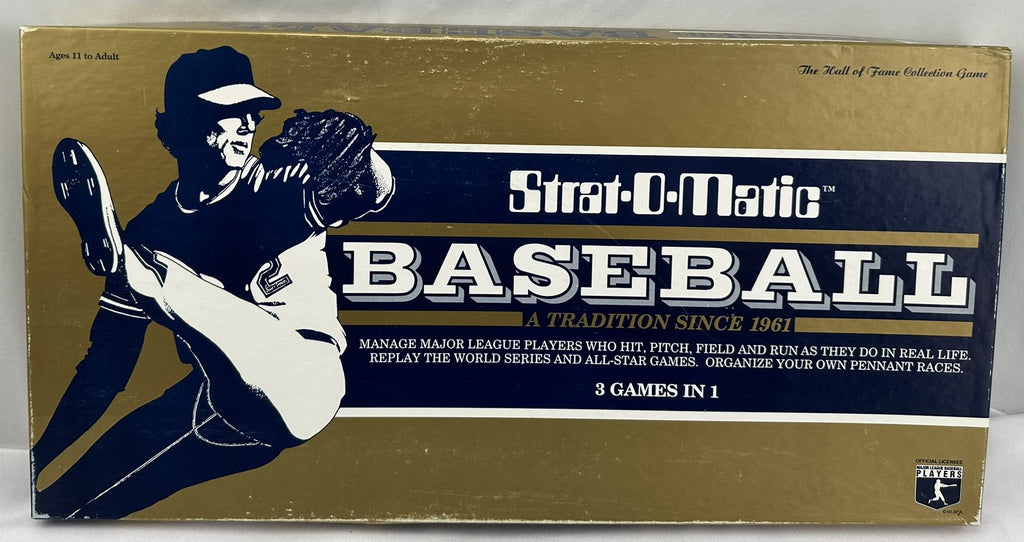 BASEBALL
Ages 11 to Adult
The Hall of Fame Collection Game
Strat·O·Matic™
BASEBALL
A TRADITION SINCE 1961
MANAGE MAJOR LEAGUE PLAYERS WHO HIT, PITCH, FIELD AND RUN AS THEY DO IN REAL LIFE.
REPLAY THE WORLD SERIES AND ALL-STAR GAMES. ORGANIZE YOUR OWN PENNANT RACES.
3 GAMES IN 1
OFFICIAL LICENSEE
MAJOR LEAGUE BASEBALL
PLAYERS